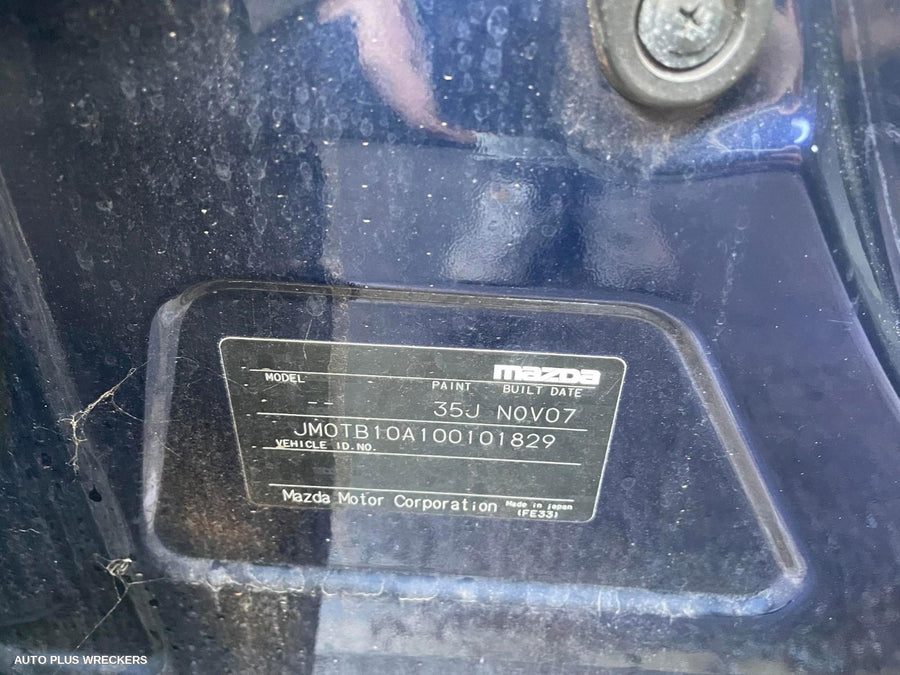 mazda
MODEL PAINT BUILT DATE
-- 35J NOV07
JM0TB10A100101829
VEHICLE ID.NO.
Mazda Motor Corporation Made in japan
(FE33)
AUTO PLUS WRECKERS